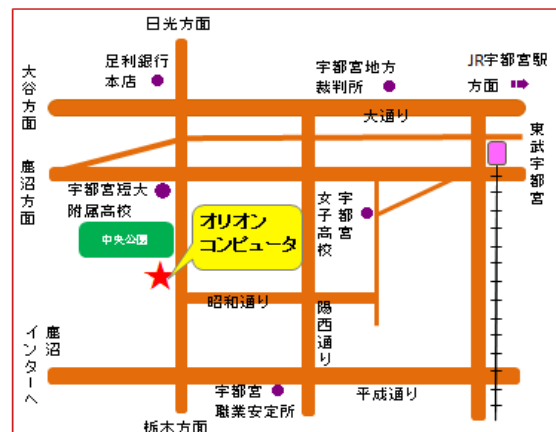 日光方面
足利銀行
本店
宇都宮地方
裁判所
JR宇都宮駅
方面
大谷方面
大通り
東武宇都宮
鹿沼方面
宇都宮短大
附属高校
中央公園
オリオン
コンピュータ
宇都宮
女子高校
昭和通り
陽西通り
鹿沼
インターへ
宇都宮
職業安定所
平成通り
栃木方面